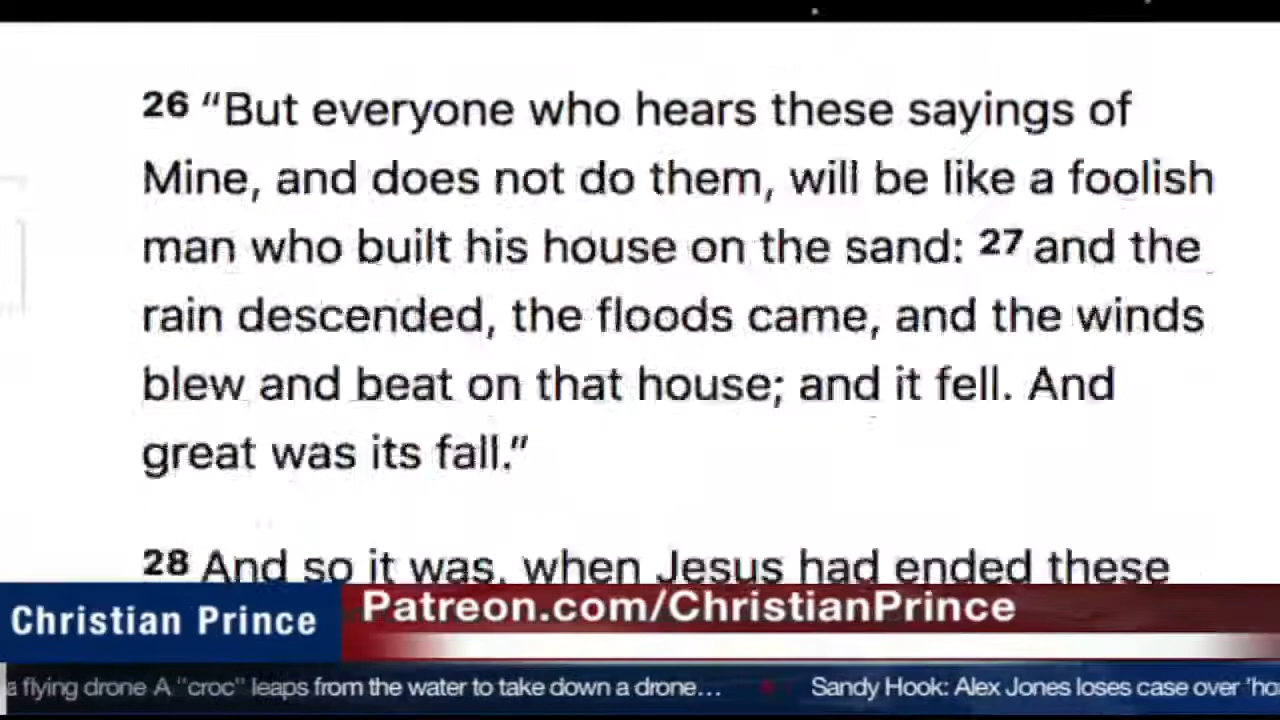 26 “But everyone who hears these sayings of
Mine, and does not do them, will be like a foolish
man who built his house on the sand: 27 and the
rain descended, the floods came, and the winds
blew and beat on that house; and it fell. And
great was its fall.”
28 And so it was, when Jesus had ended these
Christian Prince
Patreon.com/ChristianPrince
a flying drone A "croc" leaps from the water to take down a drone...
Sandy Hook: Alex Jones loses case over 'ho